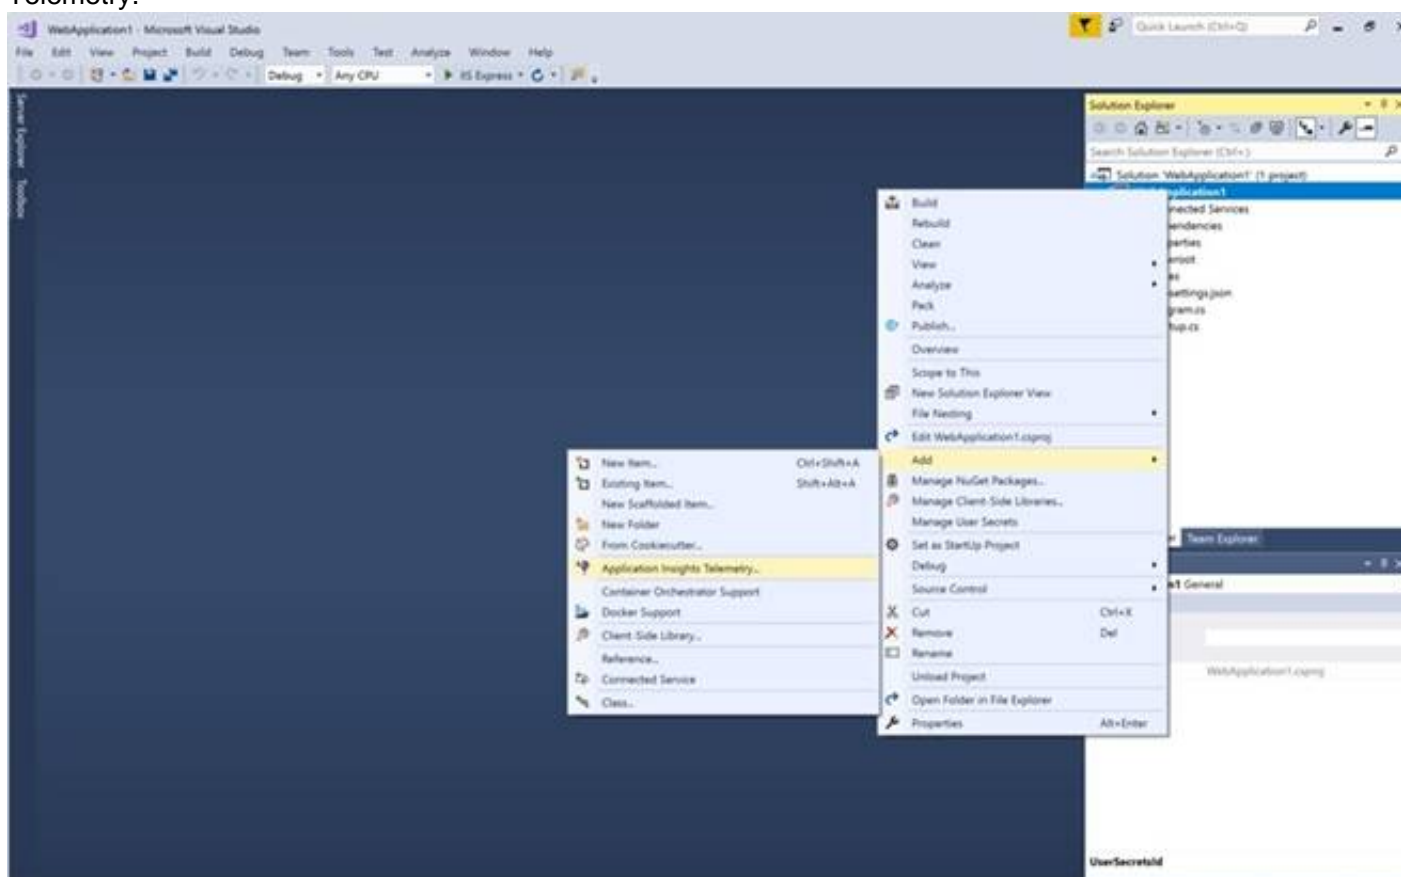 Telemetry.
WebApplication1 - Microsoft Visual Studio
Quick Launch (Ctrl+Q)
File Edit View Project Build Debug Team Tools Test Analyze Window Help
Debug Any CPU IIS Express
Server Explorer
Toolbox
Solution Explorer
Search Solution Explorer (Ctrl+;)
Solution 'WebApplication1' (1 project)
plication1
nected Services
endencies
perties
root
es
settings.json
gram.cs
tup.cs
Build
Rebuild
Clean
View
Analyze
Pack
Publish...
Overview
Scope to This
New Solution Explorer View
File Nesting
Edit WebApplication1.csproj
Add
Manage NuGet Packages...
Manage Client-Side Libraries...
Manage User Secrets
Set as StartUp Project
Debug
Source Control
Cut Ctrl+X
Remove Del
Rename
Unload Project
Open Folder in File Explorer
Properties Alt+Enter
New Item... Ctrl+Shift+A
Existing Item... Shift+Alt+A
New Scaffolded Item...
New Folder
From Cookiecutter...
Application Insights Telemetry...
Container Orchestrator Support
Docker Support
Client-Side Library...
Reference...
Connected Service
Class...
Team Explorer
n1 General
WebApplication1.csproj
UserSecretsId